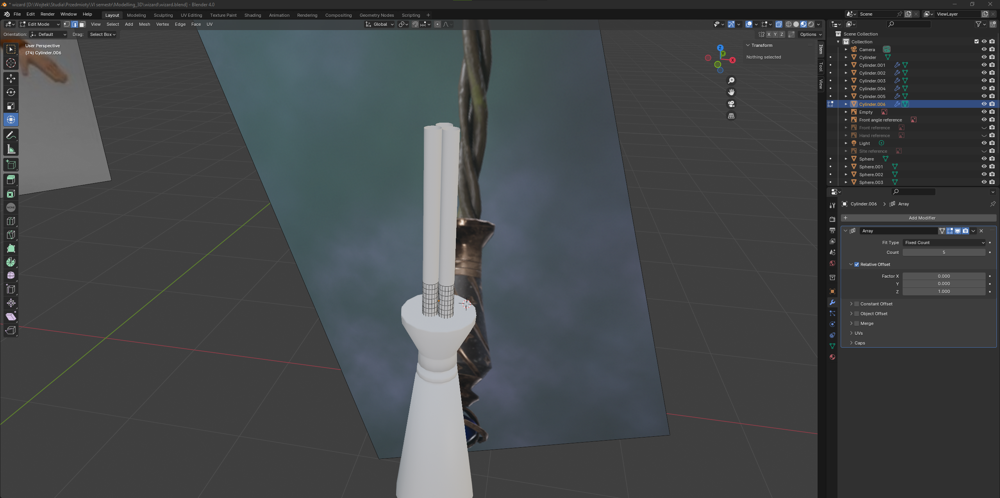 * wizard [D:\Wojtek\Studia\Przedmioty\VI semestr\Modelling_3D\wizard\wizard.blend] - Blender 4.0
File Edit Render Window Help Layout Modeling Sculpting UV Editing Texture Paint Shading Animation Rendering Compositing Geometry Nodes Scripting + Scene ViewLayer
Edit Mode View Select Add Mesh Vertex Edge Face UV Global
Orientation: Default Drag: Select Box X Y Z Options
User Perspective
(74) Cylinder.006
NONE
Z
Y
X
Transform
Nothing selected
Item
Tool
View
Scene Collection
Collection
Camera
Cylinder
Cylinder.001
Cylinder.002
Cylinder.003
Cylinder.004
Cylinder.005
Cylinder.006
Empty
Front angle reference
Front reference
Hand reference
Light
Site reference
Sphere
Sphere.001
Sphere.002
Sphere.003
Cylinder.006 > Array
+ Add Modifier
Array
Fit Type Fixed Count
Count 5
Relative Offset
Factor X 0.000
Y 0.000
Z 1.000
Constant Offset
Object Offset
Merge
UVs
Caps